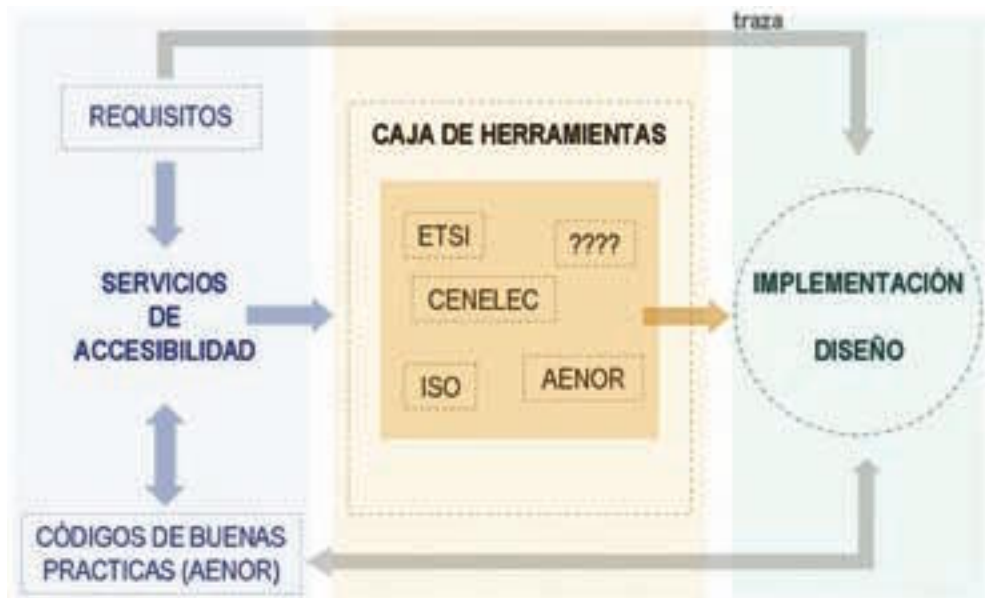 traza
REQUISITOS
SERVICIOS
DE
ACCESIBILIDAD
CÓDIGOS DE BUENAS
PRACTICAS (AENOR)
CAJA DE HERRAMIENTAS
ETSI
????
CENELEC
ISO
AENOR
IMPLEMENTACIÓN
DISEÑO